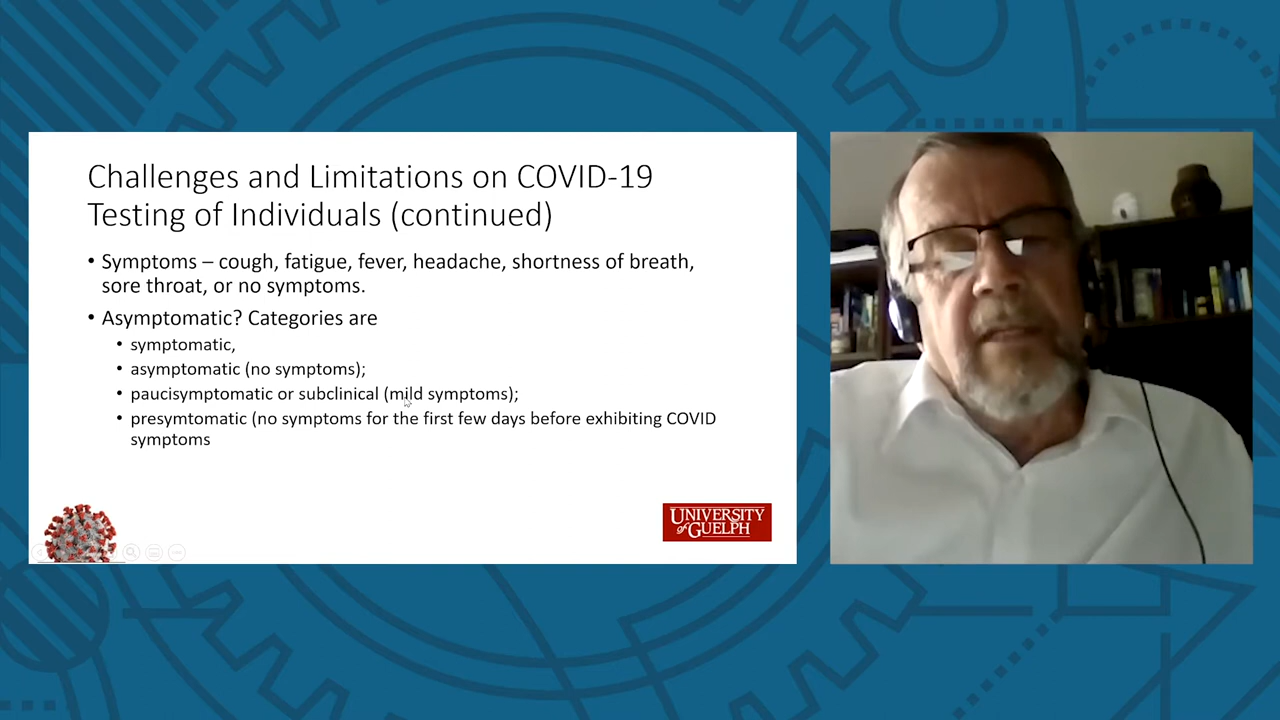 Challenges and Limitations on COVID-19
Testing of Individuals (continued)
• Symptoms – cough, fatigue, fever, headache, shortness of breath,
sore throat, or no symptoms.
• Asymptomatic? Categories are
• symptomatic,
• asymptomatic (no symptoms);
• paucisymptomatic or subclinical (mild symptoms);
• presymtomatic (no symptoms for the first few days before exhibiting COVID
symptoms
UNIVERSITY
of GUELPH